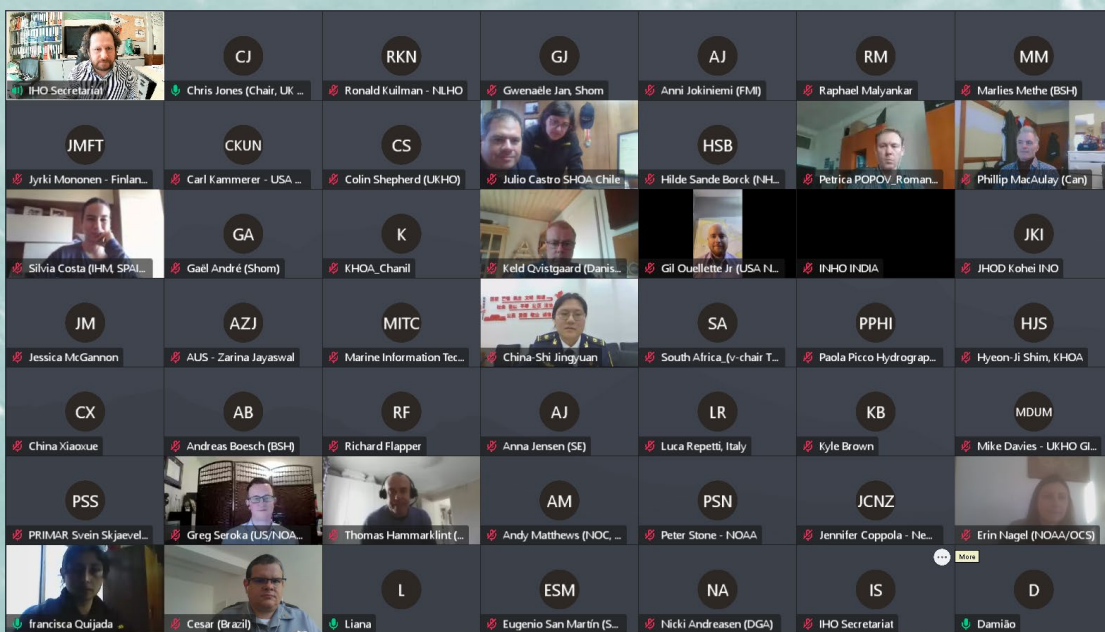 IHO Secretariat
CJ
Chris Jones (Chair, UK ...
RKN
Ronald Kuilman - NLHO
GJ
Gwenaële Jan, Shom
AJ
Anni Jokiniemi (FMI)
RM
Raphael Malyankar
MM
Marlies Methe (BSH)
JMFT
Jyrki Mononen - Finlan...
CKUN
Carl Kammerer - USA ...
CS
Colin Shepherd (UKHO)
Julio Castro SHOA Chile
HSB
Hilde Sande Borck (NH...
Petrica POPOV_Roman...
Phillip MacAulay (Can)
Silvia Costa (IHM, SPAI...
GA
Gaël André (Shom)
K
KHOA_Chanil
Keld Qvistgaard (Danis...
Gil Ouellette Jr (USA N...
INHO INDIA
JKI
JHOD Kohei INO
JM
Jessica McGannon
AZJ
AUS - Zarina Jayaswal
MITC
Marine Information Tec...
China-Shi Jingyuan
SA
South Africa_(v-chair T...
PPHI
Paola Picco Hydrograp...
HJS
Hyeon-Ji Shim, KHOA
CX
China Xiaoxue
AB
Andreas Boesch (BSH)
RF
Richard Flapper
AJ
Anna Jensen (SE)
LR
Luca Repetti, Italy
KB
Kyle Brown
MDUM
Mike Davies - UKHO Gl...
PSS
PRIMAR Svein Skjaevel...
Greg Seroka (US/NOA...
Thomas Hammarklint (...
AM
Andy Matthews (NOC, ...
PSN
Peter Stone - NOAA
JCNZ
Jennifer Coppola - Ne...
Erin Nagel (NOAA/OCS)
More
francisca Quijada
Cesar (Brazil)
L
Liana
ESM
Eugenio San Martín (S...
NA
Nicki Andreasen (DGA)
IS
IHO Secretariat
D
Damião